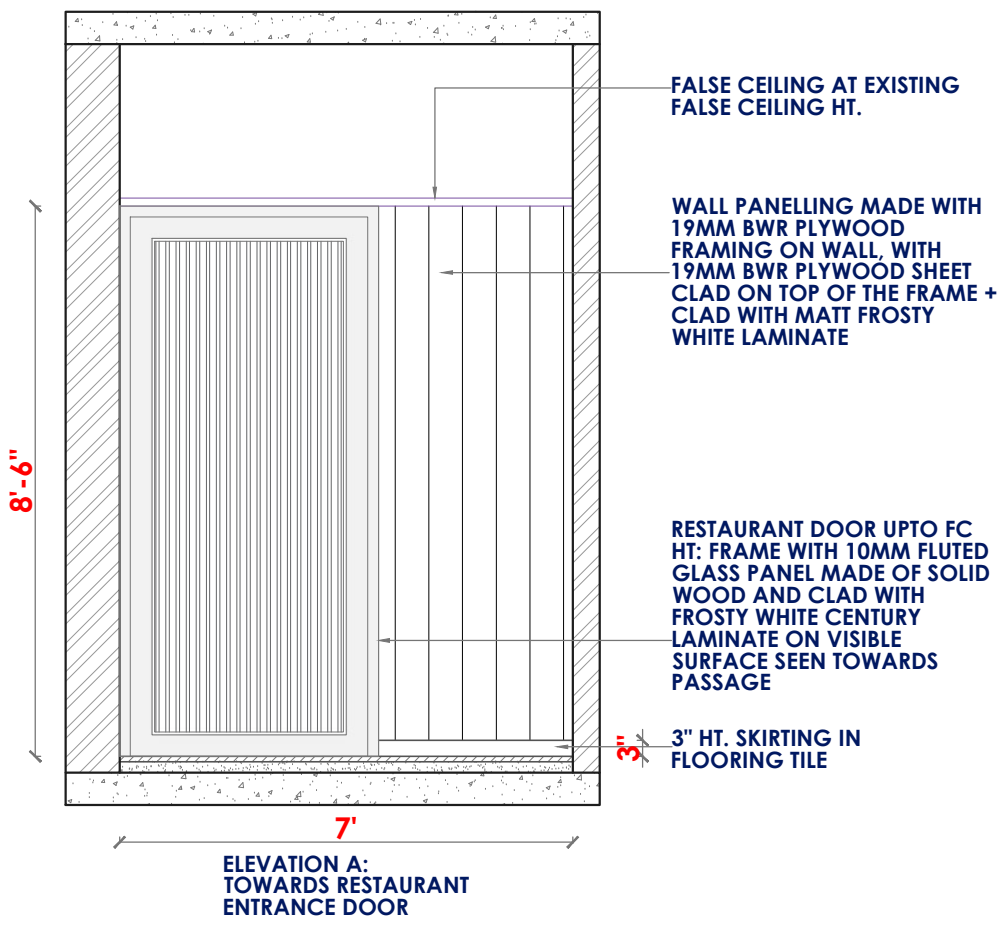 FALSE CEILING AT EXISTING
FALSE CEILING HT.
WALL PANELLING MADE WITH
19MM BWR PLYWOOD
FRAMING ON WALL, WITH
19MM BWR PLYWOOD SHEET
CLAD ON TOP OF THE FRAME +
CLAD WITH MATT FROSTY
WHITE LAMINATE
8'-6"
RESTAURANT DOOR UPTO FC
HT: FRAME WITH 10MM FLUTED
GLASS PANEL MADE OF SOLID
WOOD AND CLAD WITH
FROSTY WHITE CENTURY
LAMINATE ON VISIBLE
SURFACE SEEN TOWARDS
PASSAGE
3"
3" HT. SKIRTING IN
FLOORING TILE
7'
ELEVATION A:
TOWARDS RESTAURANT
ENTRANCE DOOR